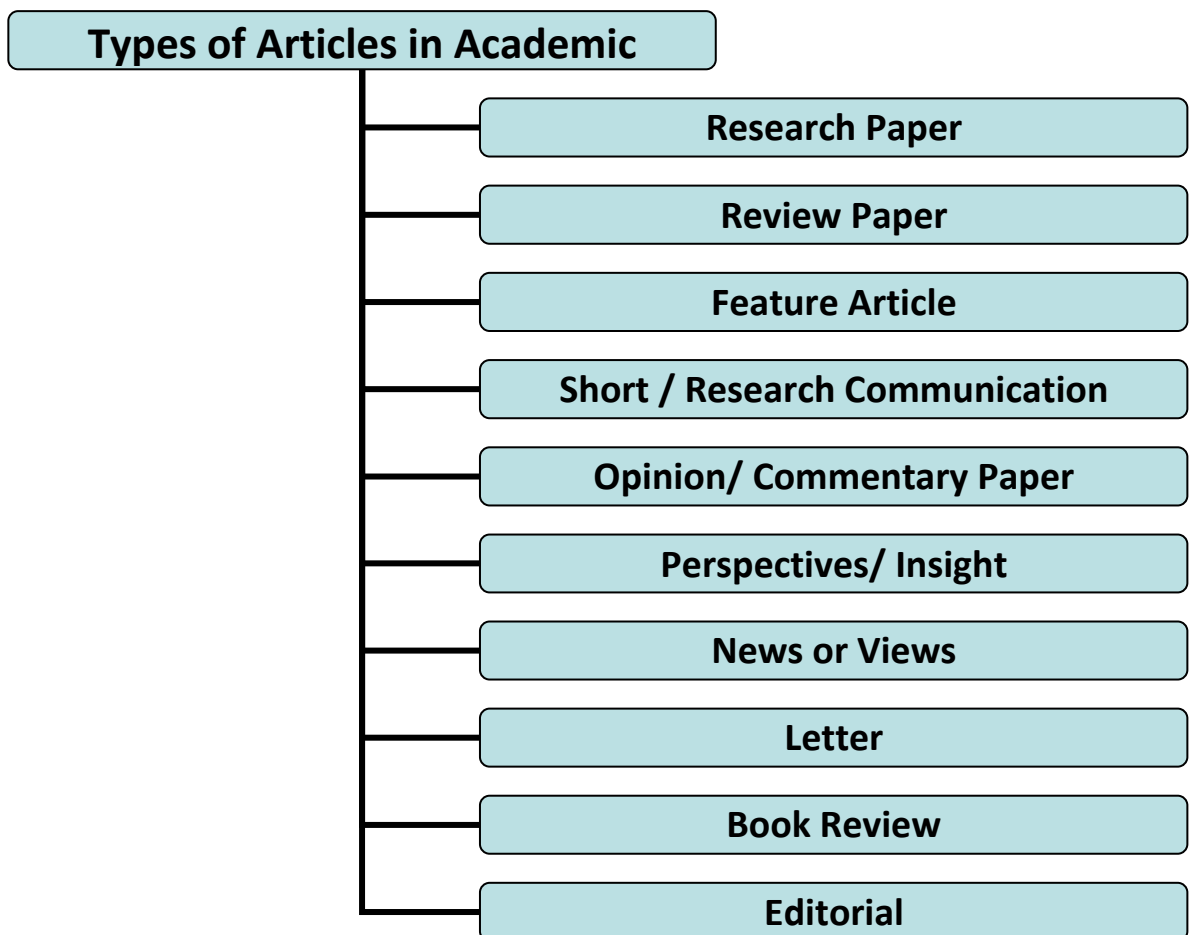 Types of Articles in Academic
Research Paper
Review Paper
Feature Article
Short / Research Communication
Opinion/ Commentary Paper
Perspectives/ Insight
News or Views
Letter
Book Review
Editorial